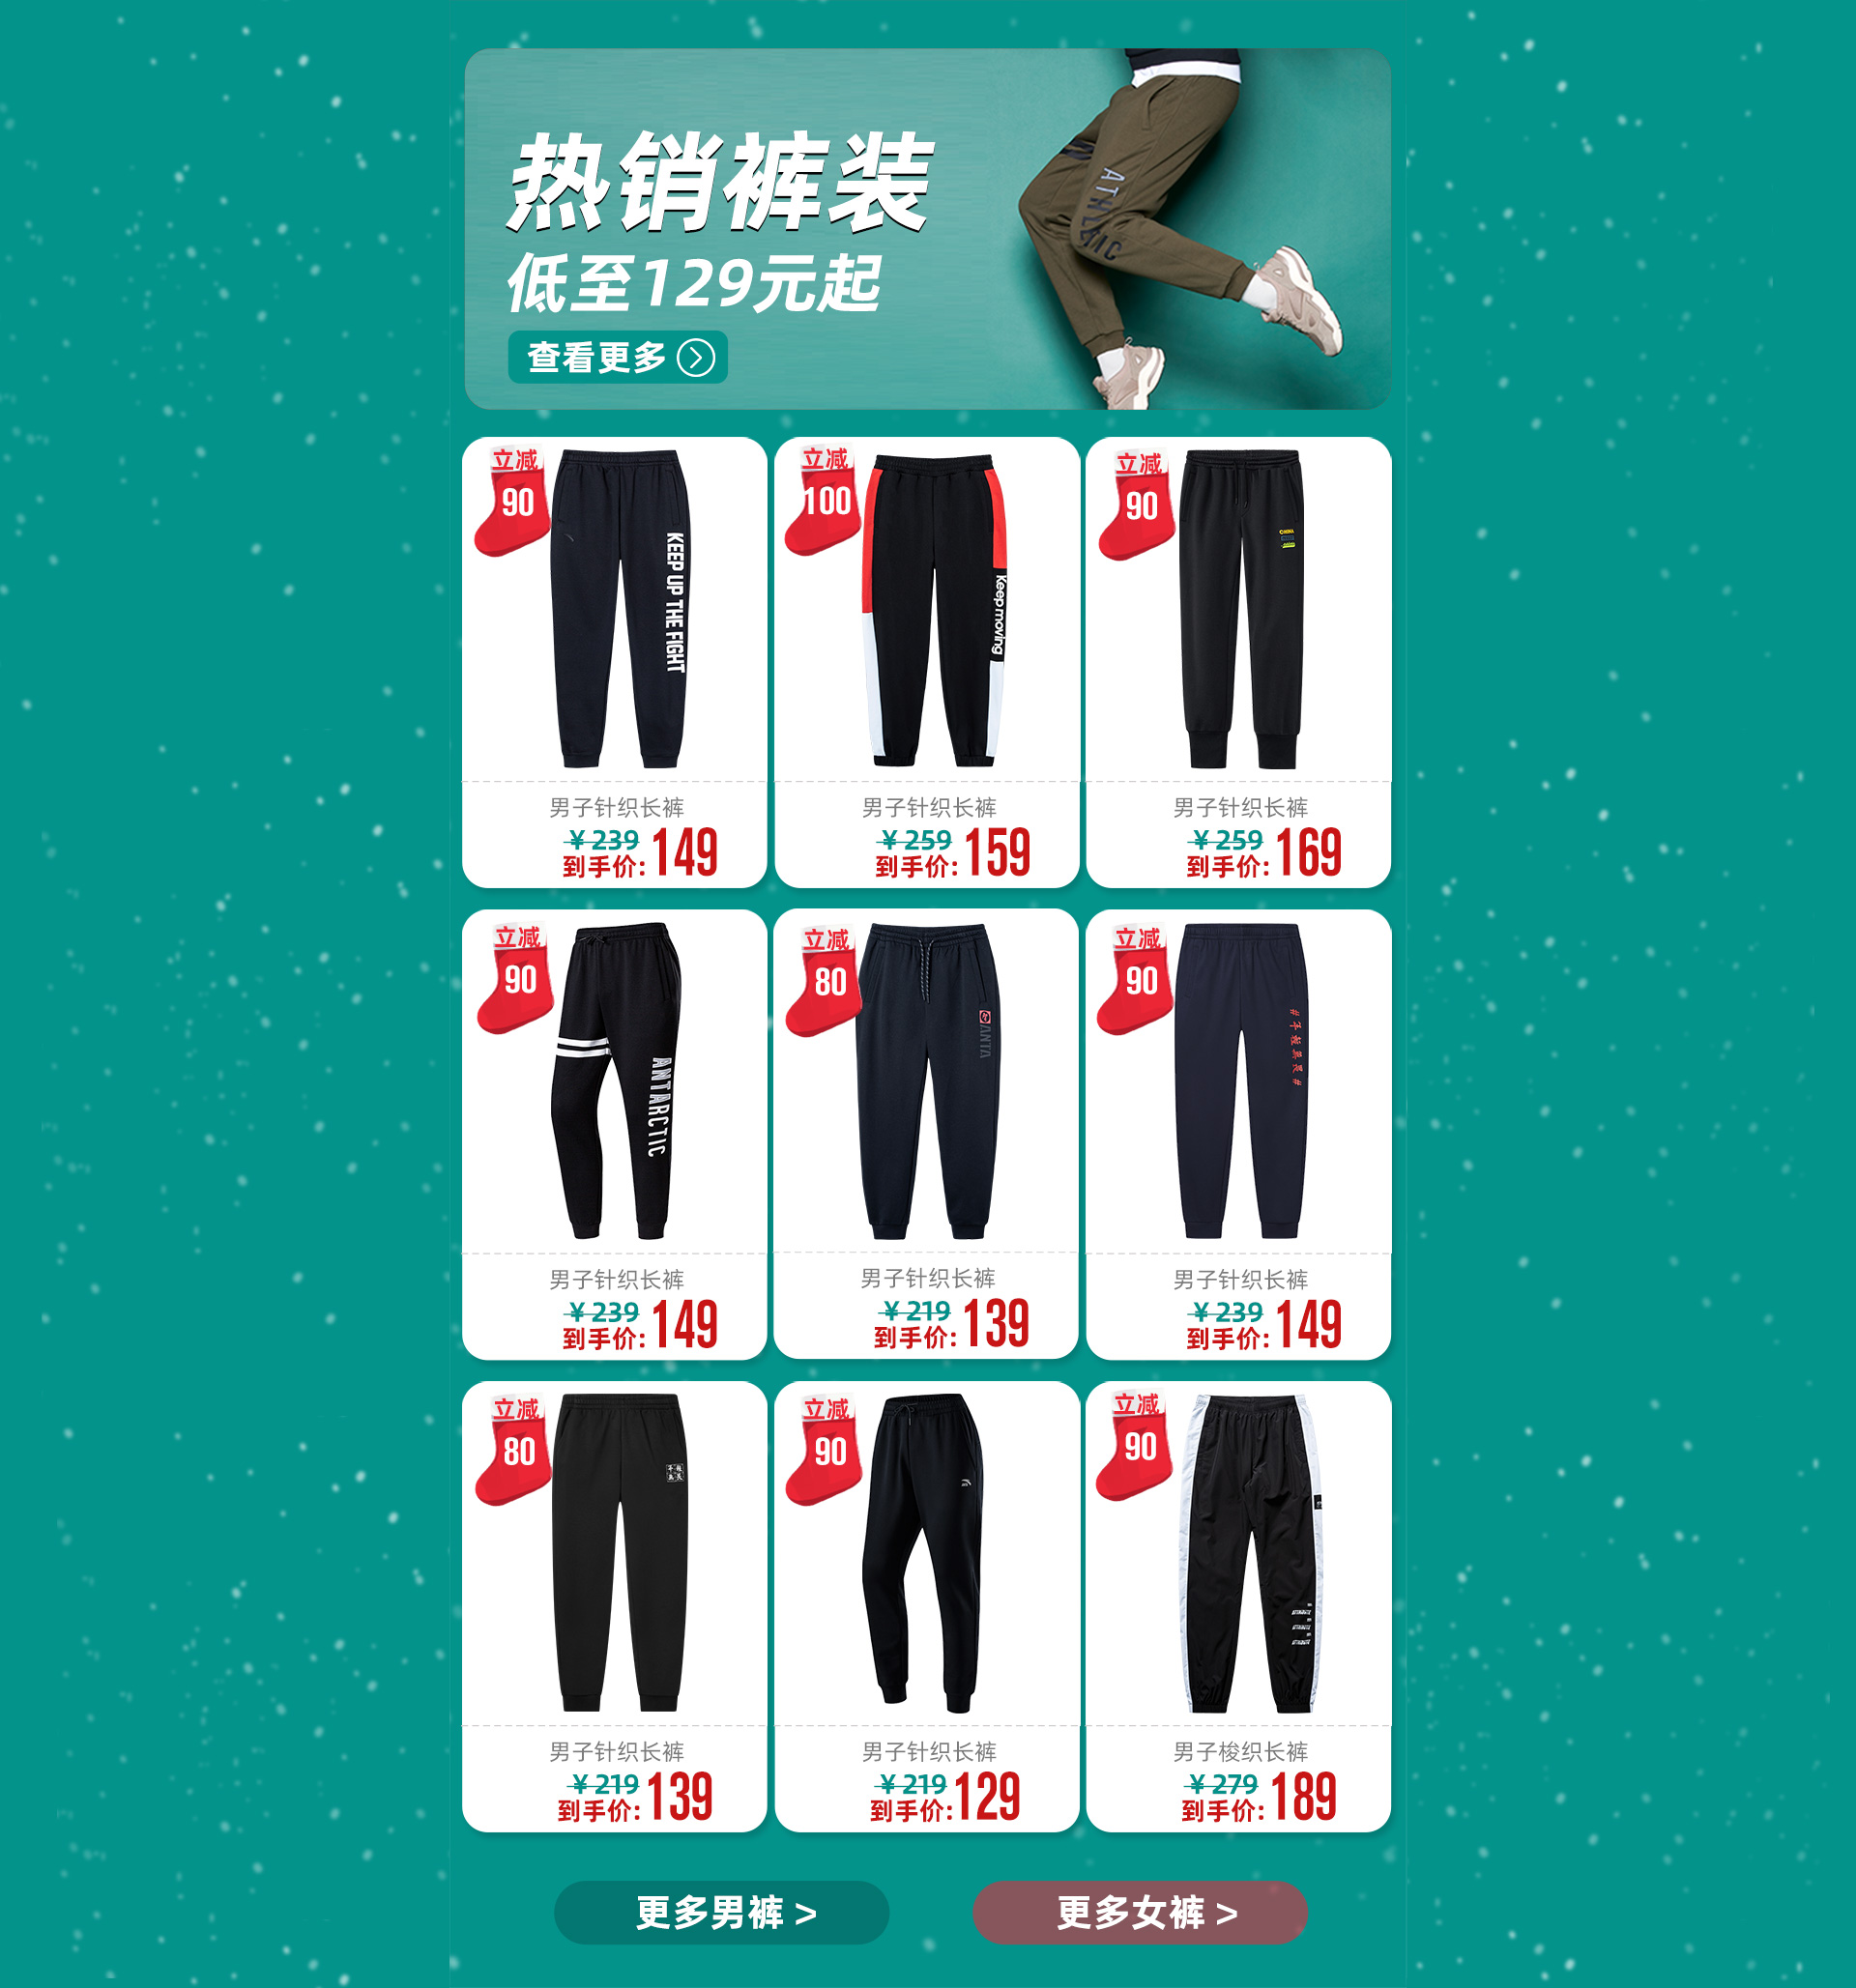 热销裤装
低至129元起
查看更多
ATHLETIC
立减
90
KEEP UP THE FIGHT
男子针织长裤
￥239
到手价: 149
立减
100
Keep moving
男子针织长裤
￥259
到手价: 159
立减
90
男子针织长裤
￥259
到手价: 169
立减
90
ANTARCTIC
男子针织长裤
￥239
到手价: 149
立减
80
ANTA
男子针织长裤
￥219
到手价: 139
立减
90
男子针织长裤
￥239
到手价: 149
立减
80
男子针织长裤
￥219
到手价: 139
立减
90
男子针织长裤
￥219
到手价: 129
立减
90
男子梭织长裤
￥279
到手价: 189
更多男裤 >
更多女裤 >